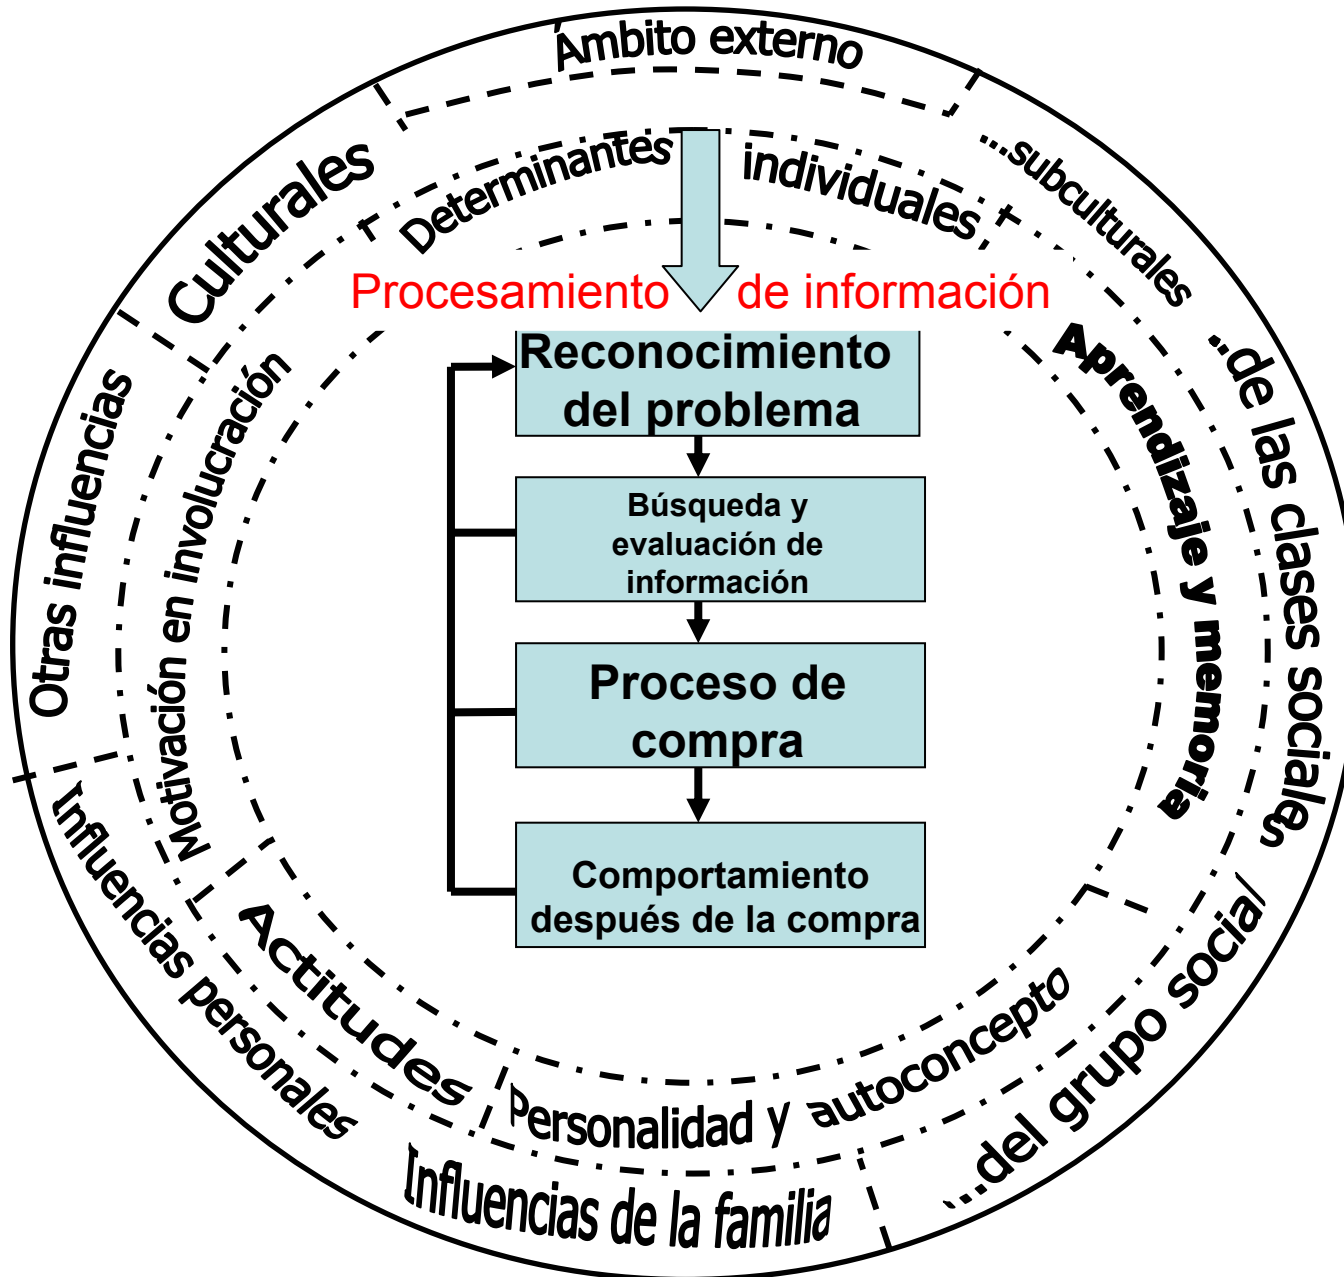 Ámbito externo
...subculturales
...de las clases sociales
...del grupo social
Influencias de la familia
Influencias personales
Otras influencias
Culturales
Determinantes individuales
Aprendizaje y memoria
Personalidad y autoconcepto
Actitudes
Motivación en involucración
Procesamiento de información
Reconocimiento
del problema
Búsqueda y
evaluación de
información
Proceso de
compra
Comportamiento
después de la compra